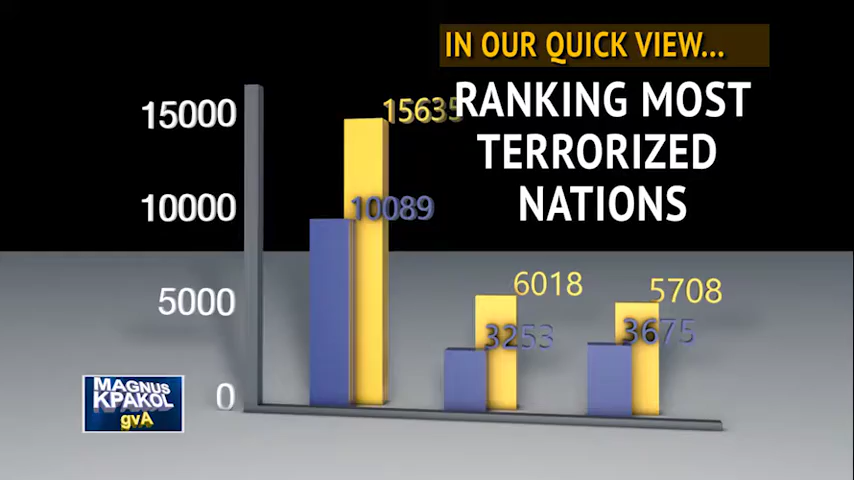 IN OUR QUICK VIEW...
RANKING MOST
TERRORIZED
NATIONS
15000
10000
5000
0
15635
10089
6018
3253
5708
3675
MAGNUS
KPAKOL
gvA